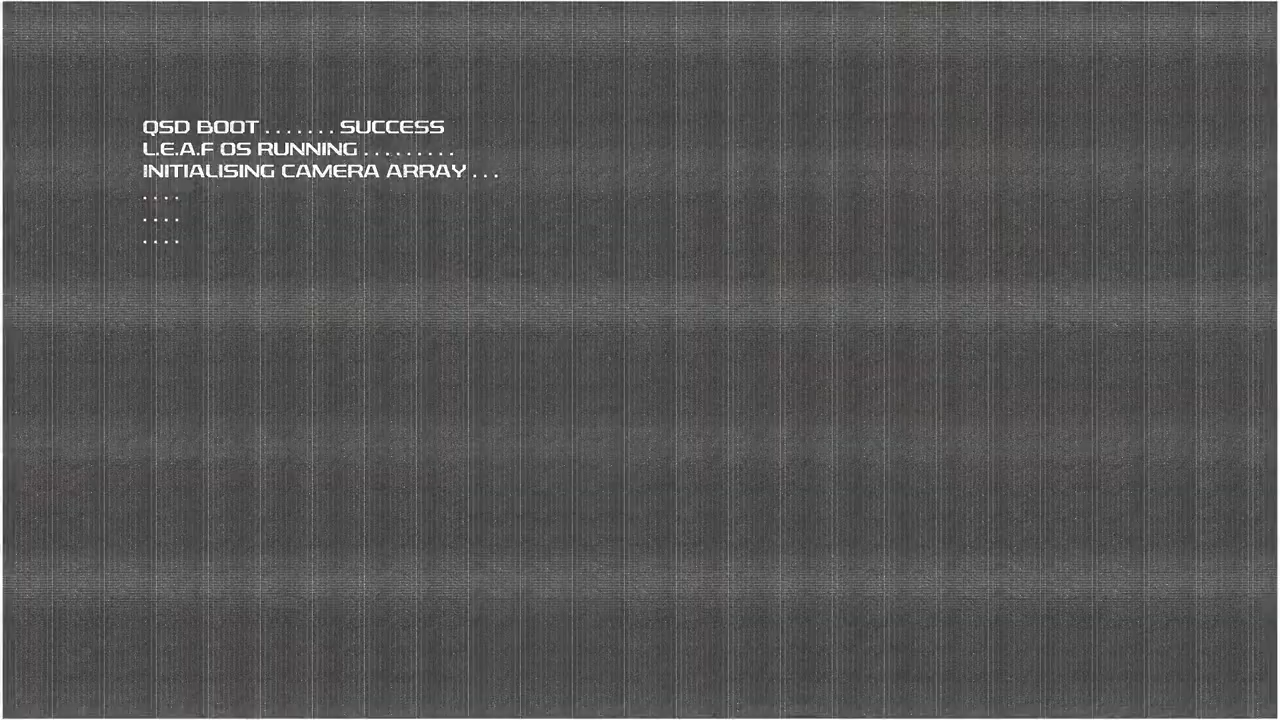 QSD BOOT . . . . . . . SUCCESS
L.E.A.F OS RUNNING . . . . . . . . .
INITIALISING CAMERA ARRAY . . .
. . . .
. . . .
. . . .